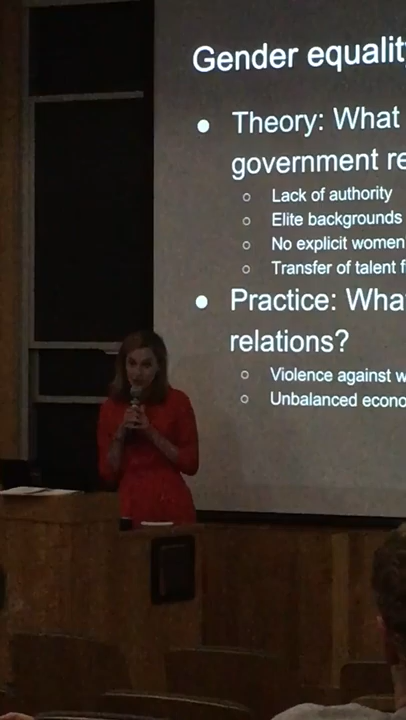 Gender equality
Theory: What
government re
Lack of authority
Elite backgrounds
No explicit women
Transfer of talent f
Practice: Wha
relations?
Violence against w
Unbalanced econo